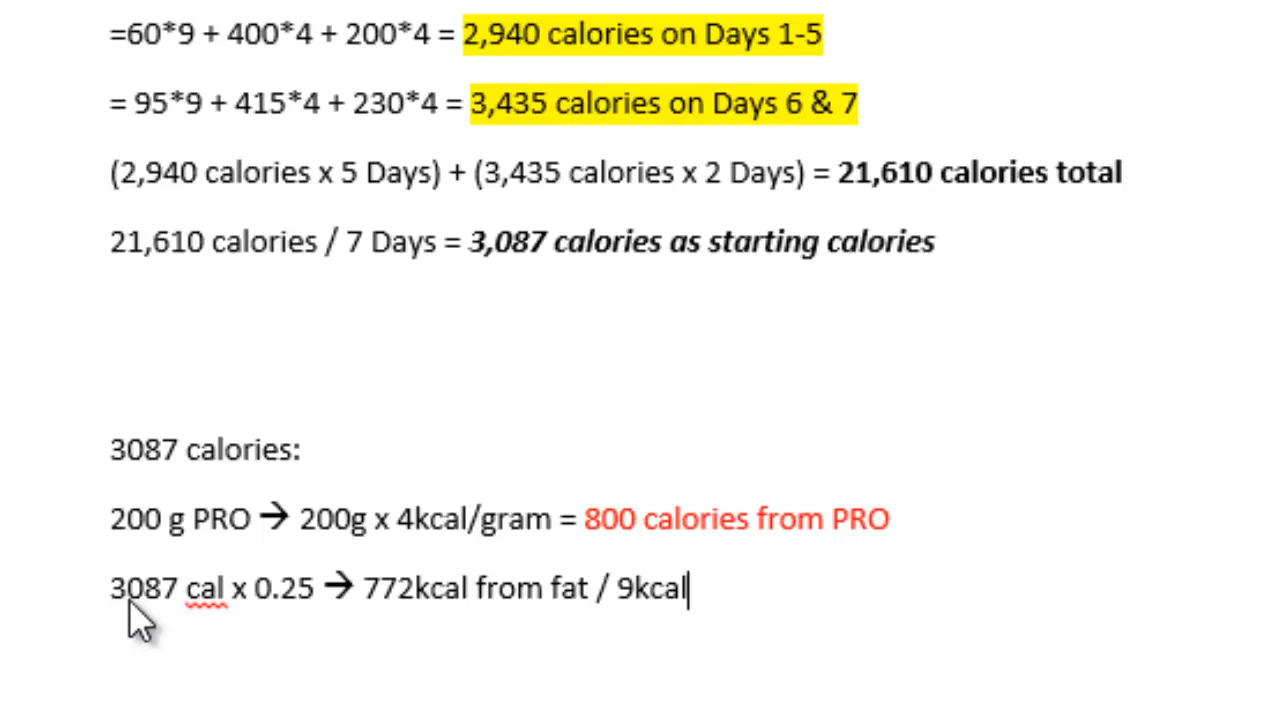 =60*9 + 400*4 + 200*4 = 2,940 calories on Days 1-5
= 95*9 + 415*4 + 230*4 = 3,435 calories on Days 6 & 7
(2,940 calories x 5 Days) + (3,435 calories x 2 Days) = 21,610 calories total
21,610 calories / 7 Days = 3,087 calories as starting calories
3087 calories:
200 g PRO → 200g x 4kcal/gram = 800 calories from PRO
3087 cal x 0.25 → 772kcal from fat / 9kcal